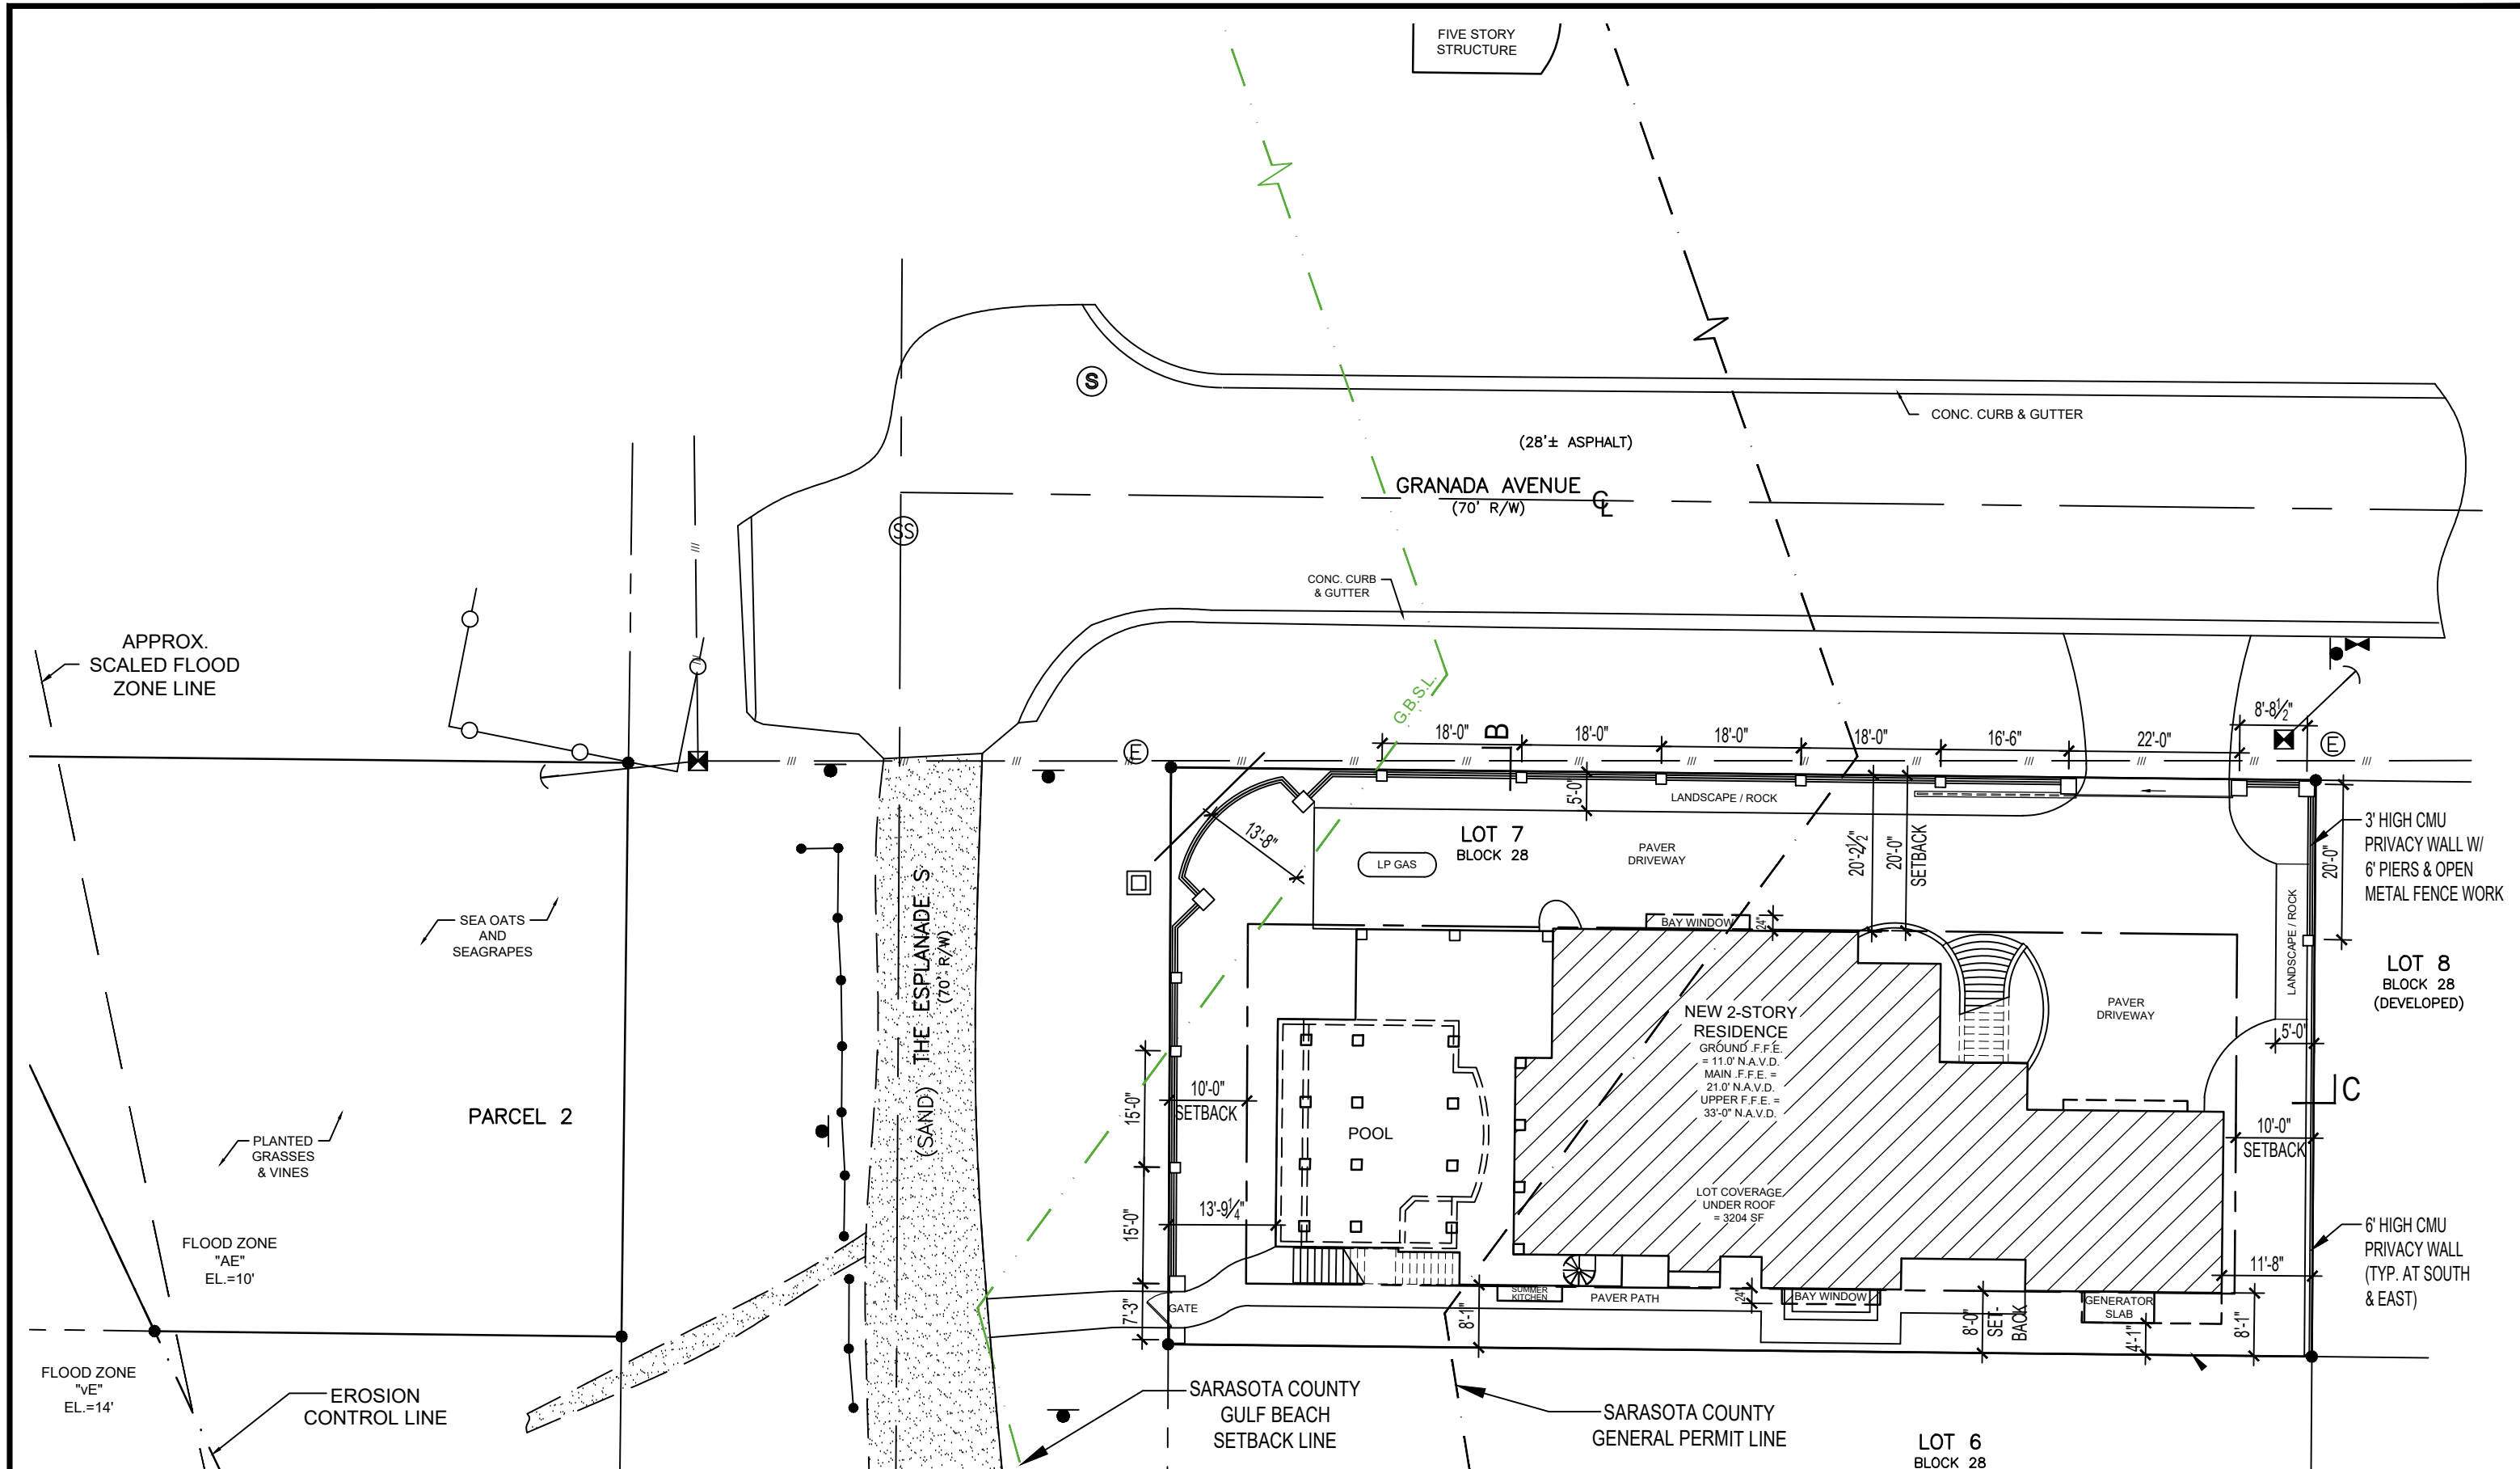 FIVE STORY
STRUCTURE
S
CONC. CURB & GUTTER
(28'± ASPHALT)
GRANADA AVENUE
(70' R/W)
CL
SS
CONC. CURB
& GUTTER
APPROX.
SCALED FLOOD
ZONE LINE
G.B.S.L.
18'-0"
B
18'-0"
18'-0"
18'-0"
16'-6"
22'-0"
8'-8½"
E
E
13'-8"
5'-0"
LANDSCAPE / ROCK
LOT 7
BLOCK 28
LP GAS
PAVER
DRIVEWAY
20'-2½"
20'-0"
SETBACK
20'-0"
3' HIGH CMU
PRIVACY WALL W/
6' PIERS & OPEN
METAL FENCE WORK
SEA OATS
AND
SEAGRAPES
THE ESPLANADE S
(70' R/W)
(SAND)
BAY WINDOW
24"
LANDSCAPE / ROCK
LOT 8
BLOCK 28
(DEVELOPED)
NEW 2-STORY
RESIDENCE
GROUND .F.F.E.
= 11.0' N.A.V.D.
MAIN .F.F.E. =
21.0' N.A.V.D.
UPPER F.F.E. =
33'-0" N.A.V.D.
PAVER
DRIVEWAY
5'-0"
C
10'-0"
SETBACK
15'-0"
PARCEL 2
POOL
10'-0"
SETBACK
PLANTED
GRASSES
& VINES
LOT COVERAGE
UNDER ROOF
= 3204 SF
13'-9¼"
15'-0"
6' HIGH CMU
PRIVACY WALL
(TYP. AT SOUTH
& EAST)
FLOOD ZONE
"AE"
EL.=10'
11'-8"
7'-3"
GATE
SUMMER
KITCHEN
8'-1"
PAVER PATH
24"
BAY WINDOW
8'-0"
SET-
BACK
GENERATOR
SLAB
4'-1"
8'-1"
FLOOD ZONE
"vE"
EL.=14'
EROSION
CONTROL LINE
SARASOTA COUNTY
GULF BEACH
SETBACK LINE
SARASOTA COUNTY
GENERAL PERMIT LINE
LOT 6
BLOCK 28